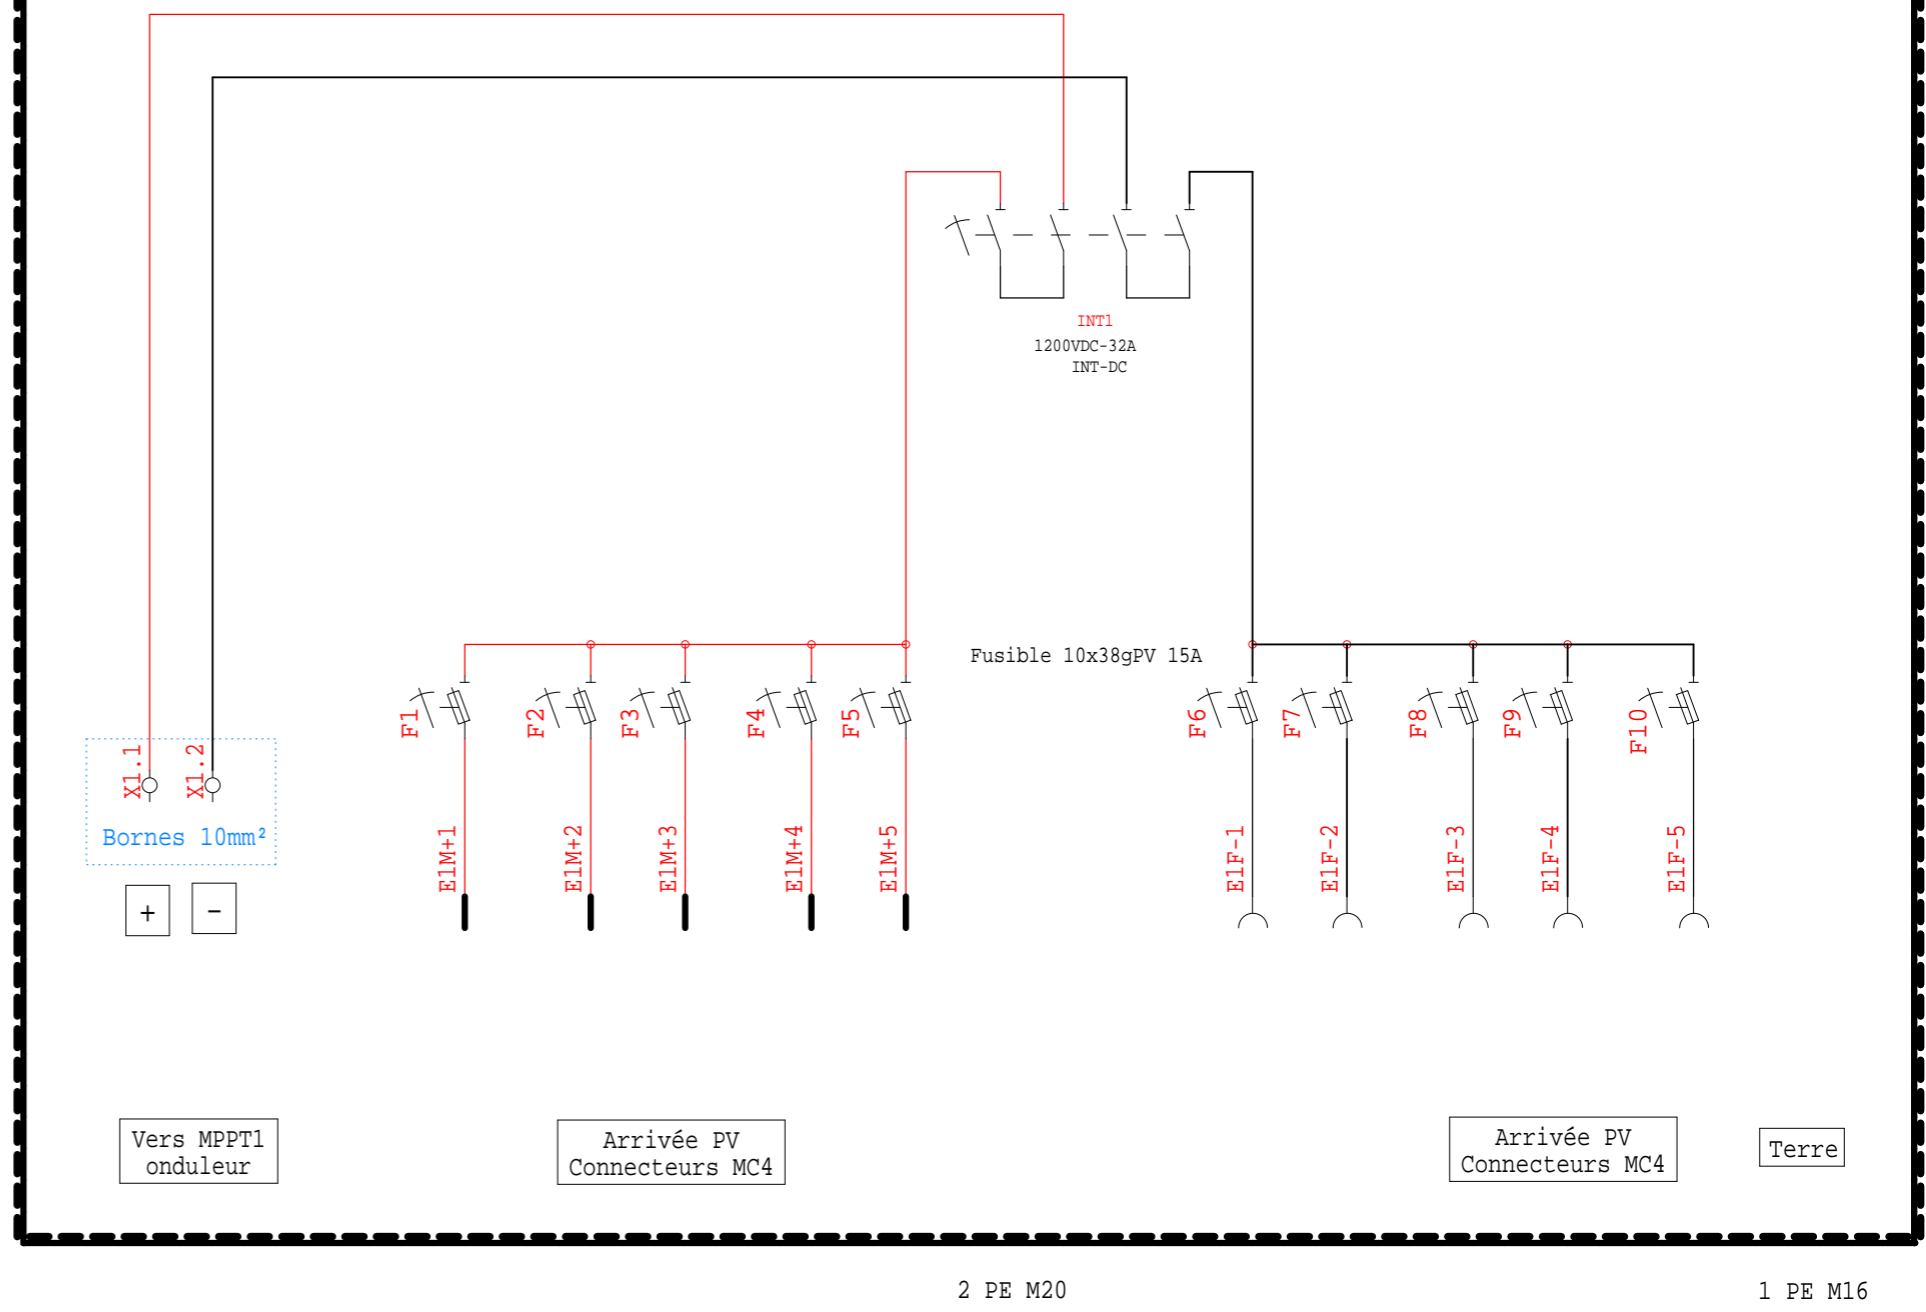 INT1
1200VDC-32A
INT-DC
Fusible 10x38gPV 15A
F1
F2
F3
F4
F5
F6
F7
F8
F9
F10
X1.1
X1.2
Bornes 10mm²
E1M+1
E1M+2
E1M+3
E1M+4
E1M+5
E1F-1
E1F-2
E1F-3
E1F-4
E1F-5
+
-
Vers MPPT1
onduleur
Arrivée PV
Connecteurs MC4
Arrivée PV
Connecteurs MC4
Terre
2 PE M20
1 PE M16